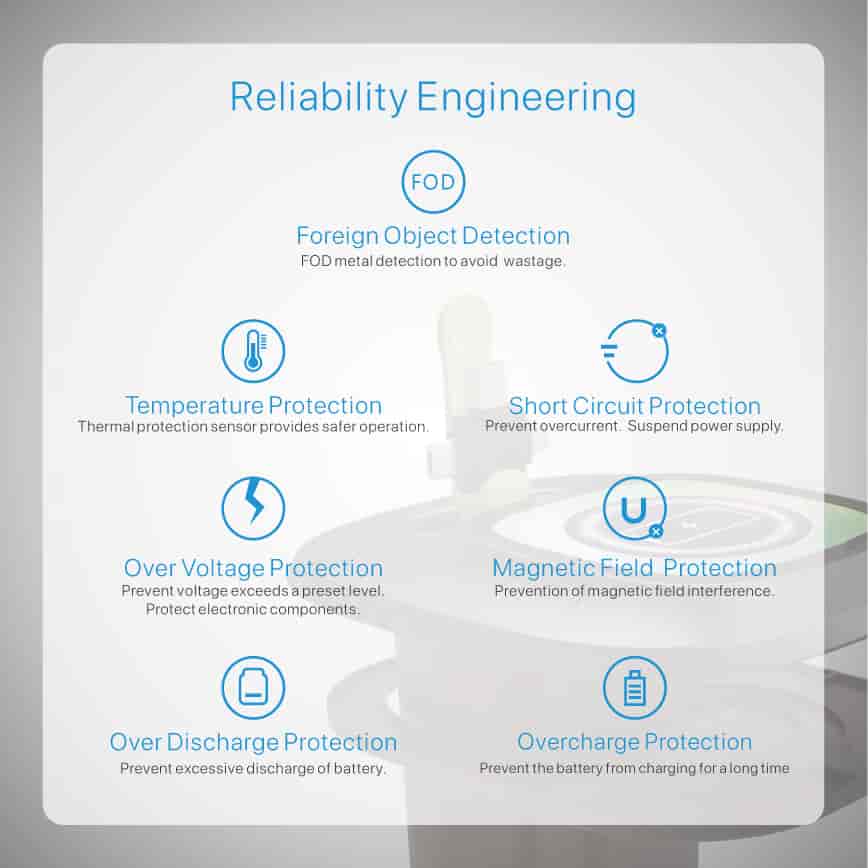 Reliability Engineering
FOD
Foreign Object Detection
FOD metal detection to avoid wastage.
Temperature Protection
Thermal protection sensor provides safer operation.
Short Circuit Protection
Prevent overcurrent. Suspend power supply.
Over Voltage Protection
Prevent voltage exceeds a preset level.
Protect electronic components.
Magnetic Field Protection
Prevention of magnetic field interference.
Over Discharge Protection
Prevent excessive discharge of battery.
Overcharge Protection
Prevent the battery from charging for a long time